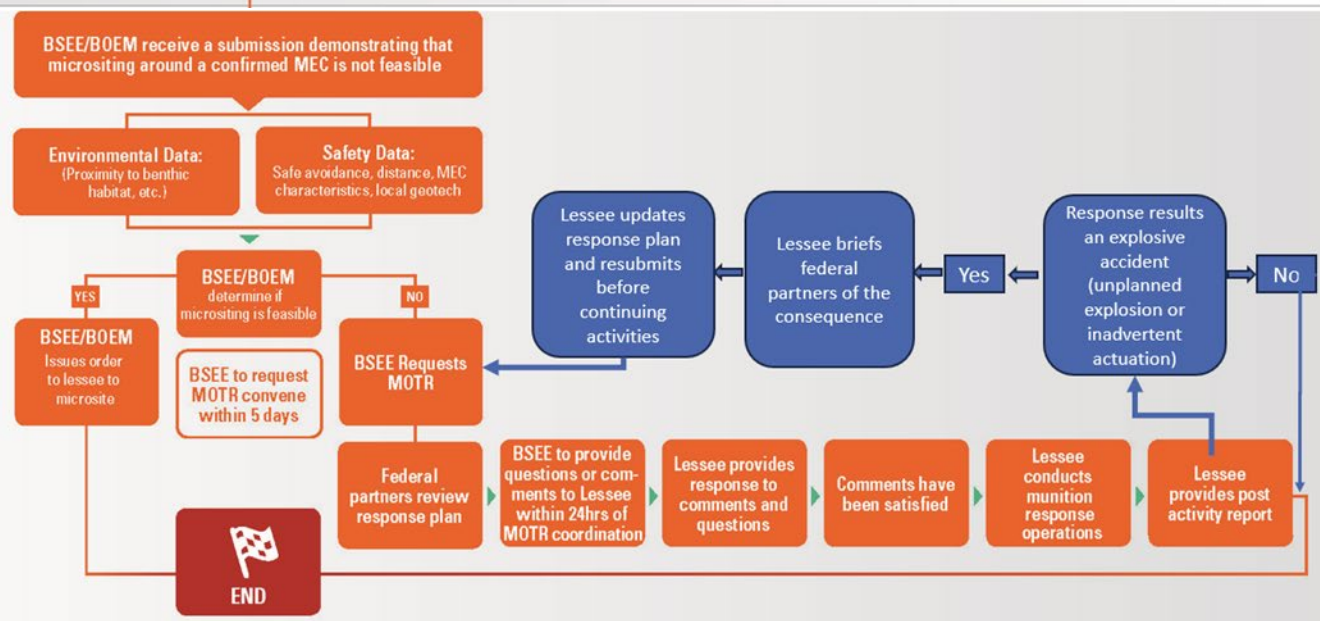 BSEE/BOEM receive a submission demonstrating that
micrositing around a confirmed MEC is not feasible
Environmental Data:
(Proximity to benthic
habitat, etc.)
Safety Data:
Safe avoidance, distance, MEC
characteristics, local geotech
BSEE/BOEM
determine if
micrositing is feasible
YES
NO
BSEE/BOEM
Issues order
to lessee to
microsite
BSEE to request
MOTR convene
within 5 days
BSEE Requests
MOTR
Lessee updates
response plan
and resubmits
before
continuing
activities
Lessee briefs
federal
partners of the
consequence
Yes
Response results
an explosive
accident
(unplanned
explosion or
inadvertent
actuation)
No
Federal
partners review
response plan
BSEE to provide
questions or com-
ments to Lessee
within 24hrs of
MOTR coordination
Lessee provides
response to
comments and
questions
Comments have
been satisfied
Lessee
conducts
munition
response
operations
Lessee
provides post
activity report
END